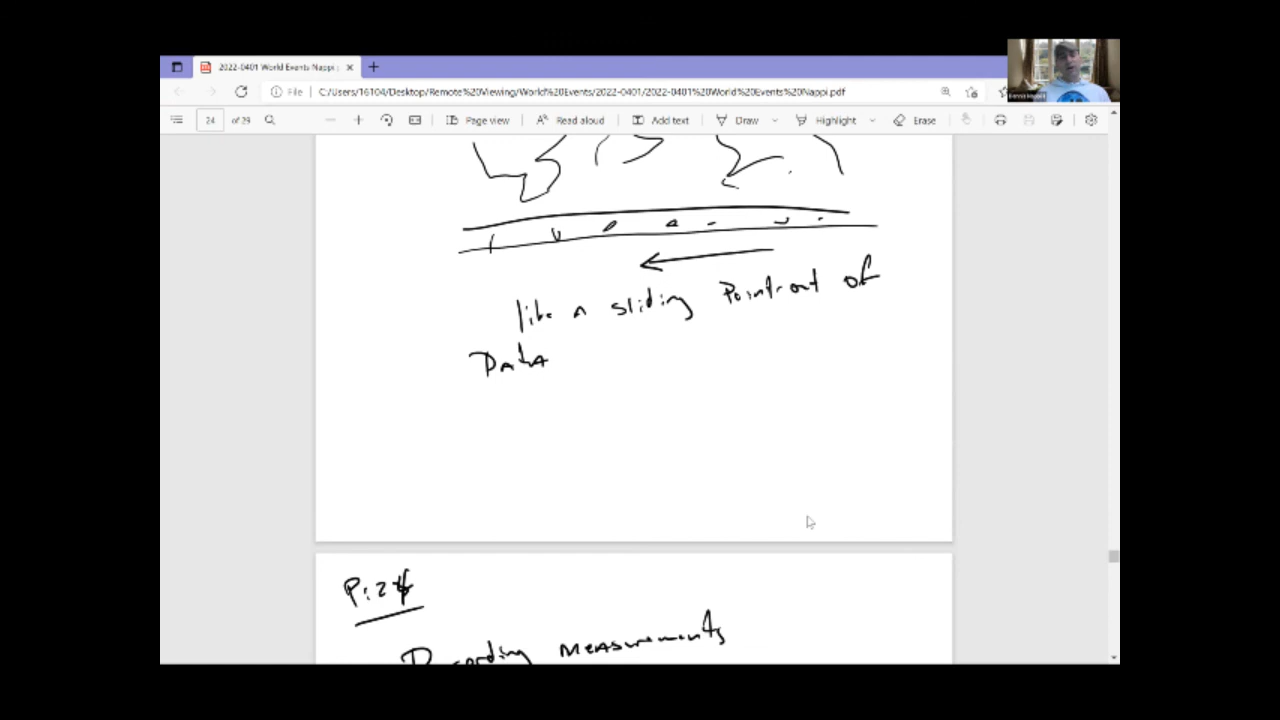 2022-0401 World Events Nappi
File
C:/Users/16104/Desktop/Remote%20Viewing/World%20Events/2022-0401/2022-0401%20World%20Events%20Nappi.pdf
24 of 29
Page view
Read aloud
Add text
Draw
Highlight
Erase
like a sliding Pointout of
Data
P: 24
Recording measurements